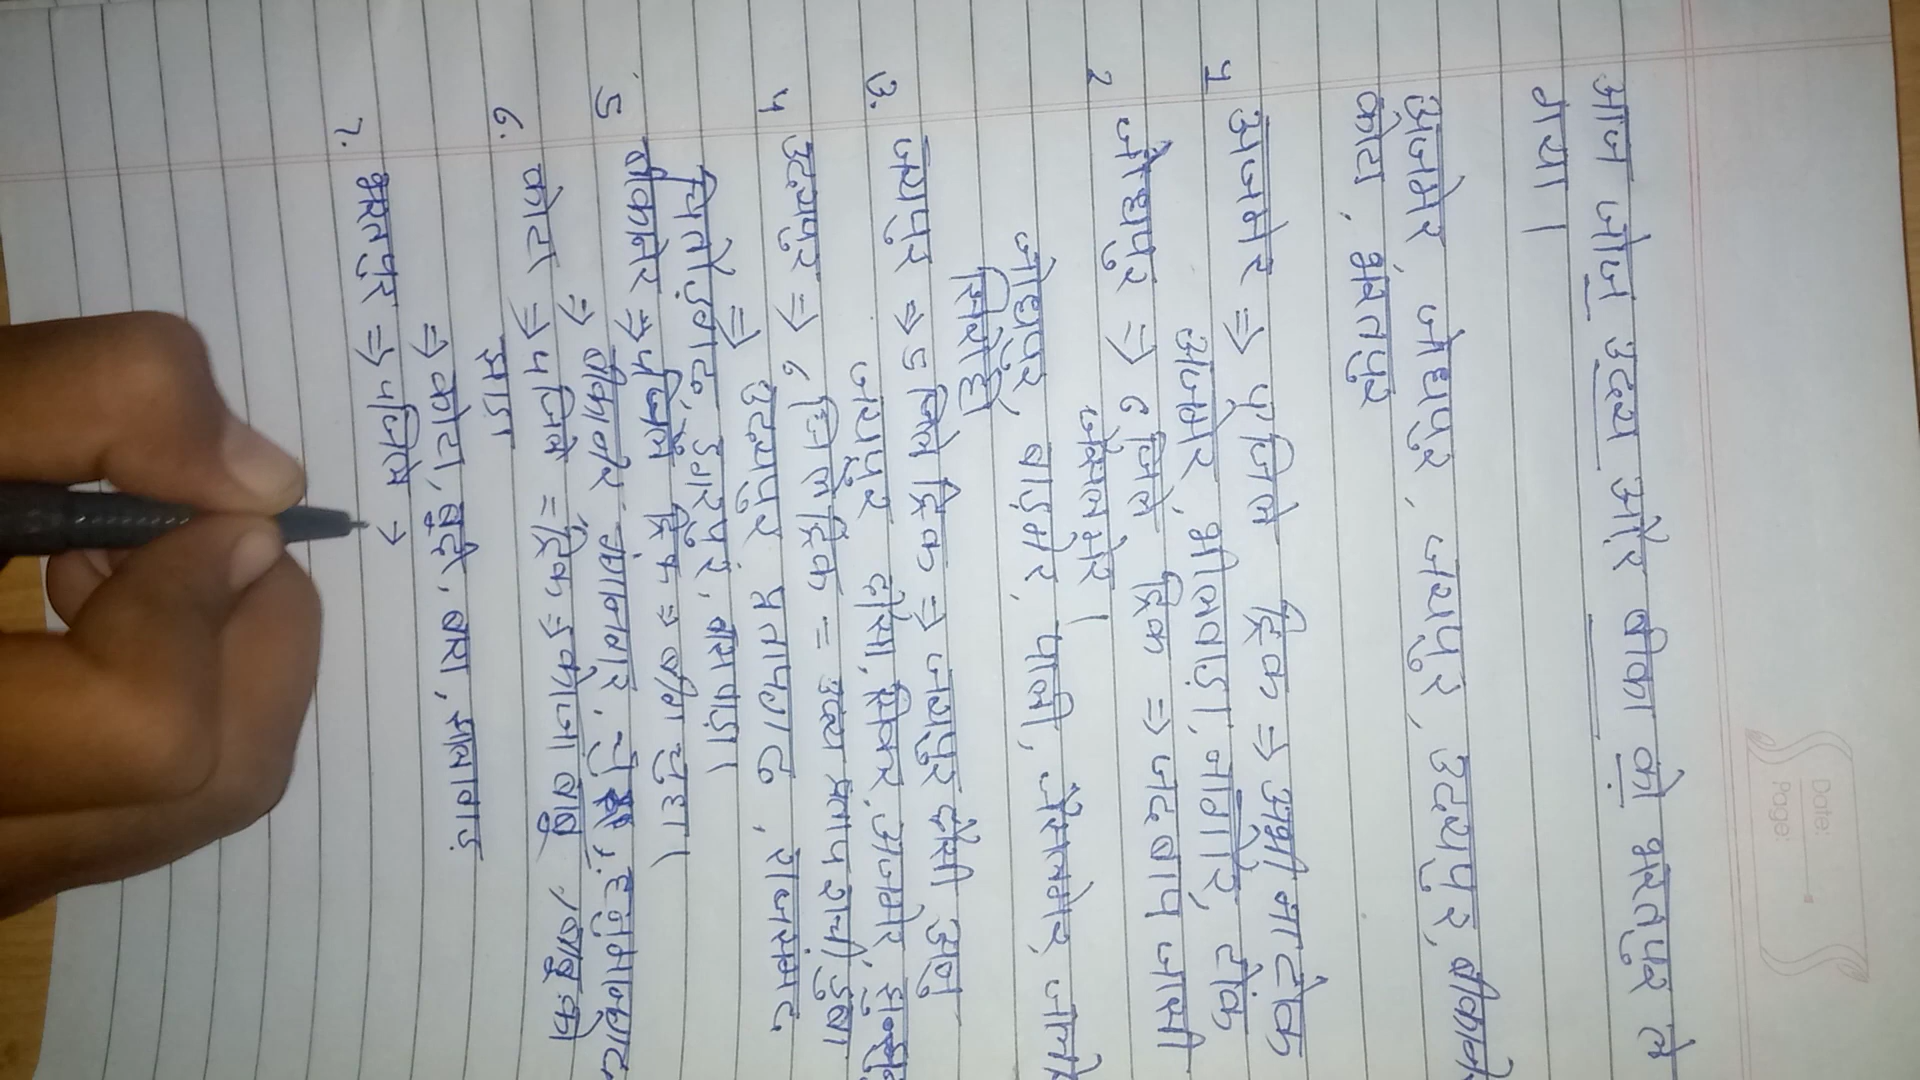 Date:
Page:
आज जोज उदय और बीका को भरतपुर ले
गया।
अजमेर, जोधपुर, जयपुर, उदयपुर, बीकाने
कोटा, भरतपुर
1 अजमेर ⇒ 4 जिले ट्रिक ⇒ अभी ना टोक
अजमेर, भीलवाड़ा, नागौर, टोंक
2 जोधपुर ⇒ 6 जिले ट्रिक ⇒ जदबाप जासी
जैसलमेर।
जोधपुर, बाड़मेर, पाली, जैसलमेर, जालो
सिरोही
3. जयपुर ⇒ 5 जिले ट्रिक ⇒ जयपुर दौसी अनु
जयपुर दौसा, सिकर, अजमेर, झुन्झुन
4 उदयपुर ⇒ 6 जिले ट्रिक = उदय प्रताप राची डुबा
⇒ उदयपुर प्रतापगढ, राजसमंद
चितोड़गढ, डुगरपुर, बासवाड़ा।
5 बीकानेर ⇒ 4 जिले ट्रिक ⇒ बीग चुहा।
⇒ बीकानेर गंगानगर, चुरू, हनुमानगढ
6. कोटा ⇒ 4 जिले = ट्रिक ⇒ कोजा बाबु
झाड़ा
⇒ कोटा, बुदी, बारा, झालावाड़
7. भरतपुर ⇒ 4 जिले →